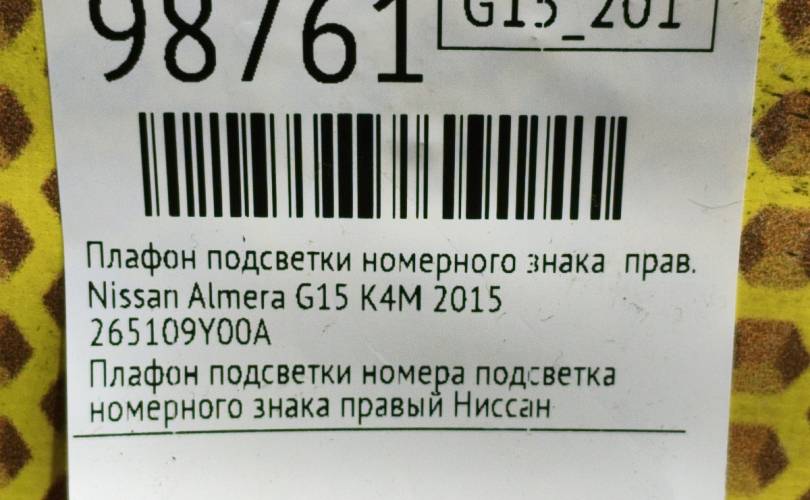 98761
G15_201
Плафон подсветки номерного знака прав.
Nissan Almera G15 K4M 2015
265109Y00A
Плафон подсветки номера подсветка
номерного знака правый Ниссан